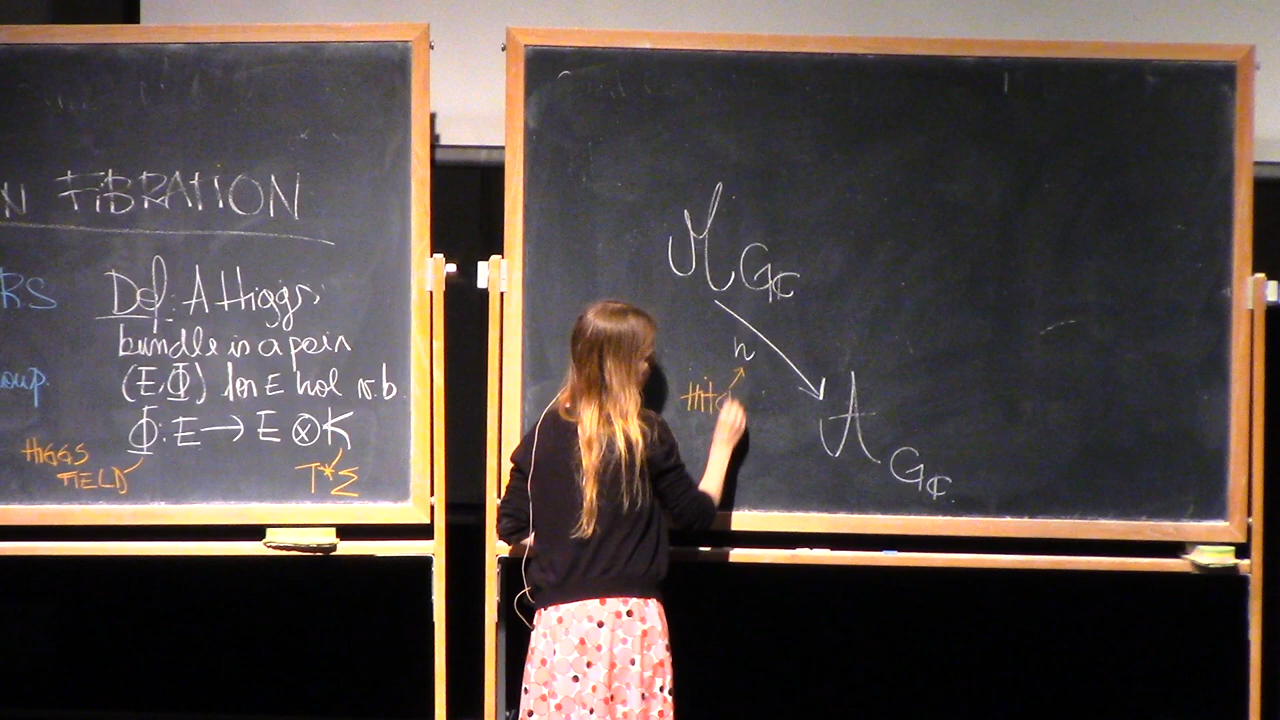 N FIBRATION
RS
oup.
Def: A Higgs
bundle is a pair
(E,Φ) for E hol v.b.
Φ: E → E ⊗ K
HIGGS
FIELD
T*Σ
ℳ G_ℂ
h
Hitc
𝒜 G_ℂ.